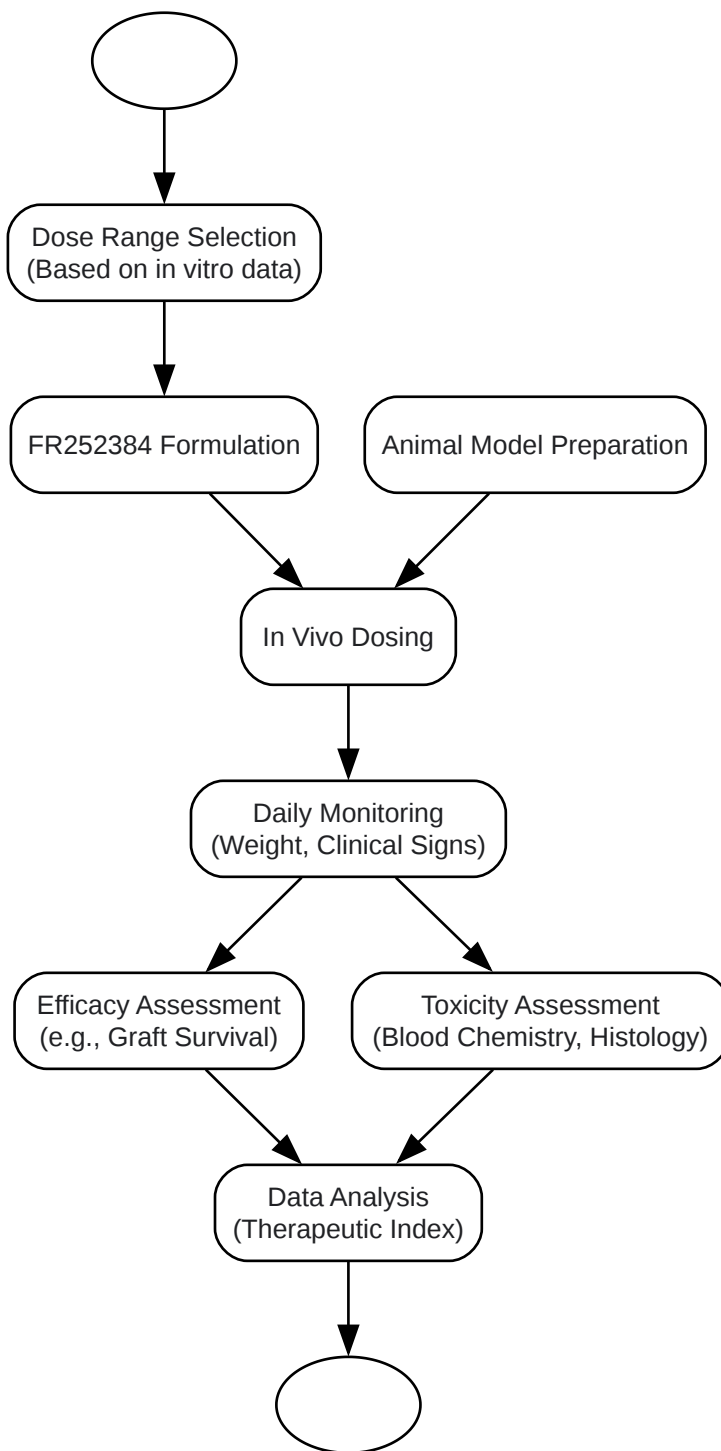 Dose Range Selection
(Based on in vitro data)
FR252384 Formulation
Animal Model Preparation
In Vivo Dosing
Daily Monitoring
(Weight, Clinical Signs)
Efficacy Assessment
(e.g., Graft Survival)
Toxicity Assessment
(Blood Chemistry, Histology)
Data Analysis
(Therapeutic Index)